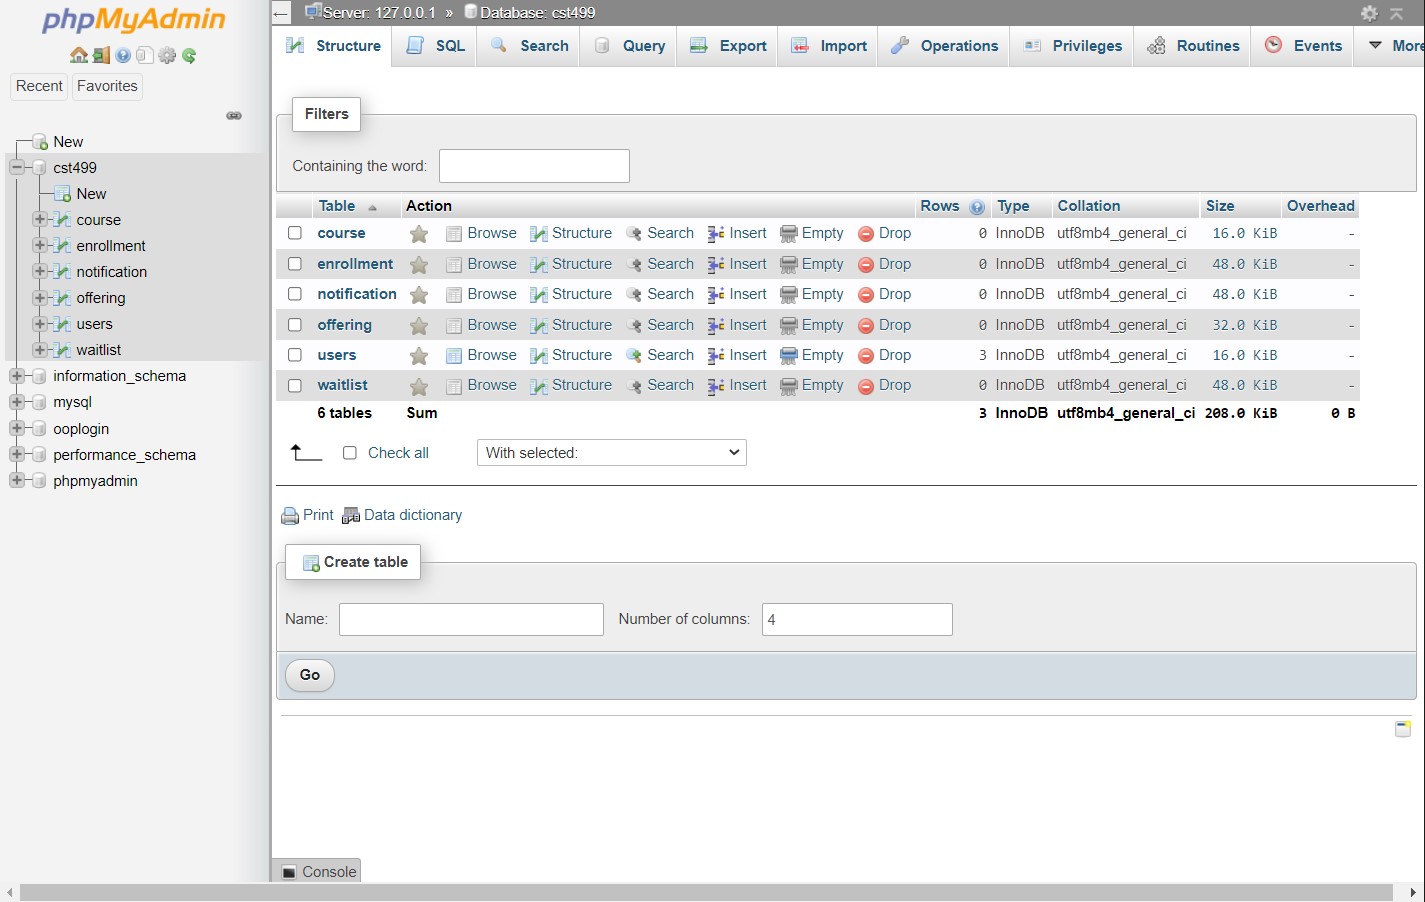 phpMyAdmin
Recent Favorites
New
cst499
New
course
enrollment
notification
offering
users
waitlist
information_schema
mysql
ooplogin
performance_schema
phpmyadmin
Server: 127.0.0.1 » Database: cst499
Structure SQL Search Query Export Import Operations Privileges Routines Events More
Filters
Containing the word:
Table Action Rows Type Collation Size Overhead
course Browse Structure Search Insert Empty Drop 0 InnoDB utf8mb4_general_ci 16.0 KiB -
enrollment Browse Structure Search Insert Empty Drop 0 InnoDB utf8mb4_general_ci 48.0 KiB -
notification Browse Structure Search Insert Empty Drop 0 InnoDB utf8mb4_general_ci 48.0 KiB -
offering Browse Structure Search Insert Empty Drop 0 InnoDB utf8mb4_general_ci 32.0 KiB -
users Browse Structure Search Insert Empty Drop 3 InnoDB utf8mb4_general_ci 16.0 KiB -
waitlist Browse Structure Search Insert Empty Drop 0 InnoDB utf8mb4_general_ci 48.0 KiB -
6 tables Sum 3 InnoDB utf8mb4_general_ci 208.0 KiB 0 B
Check all With selected:
Print Data dictionary
Create table
Name: Number of columns: 4
Go
Console